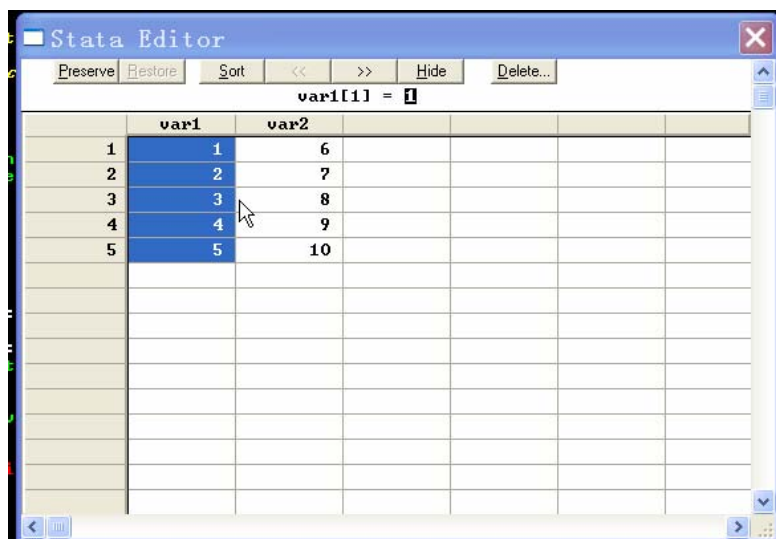 Stata Editor
Preserve Restore Sort << >> Hide Delete...
var1[1] = 1
var1 var2
1 1 6
2 2 7
3 3 8
4 4 9
5 5 10